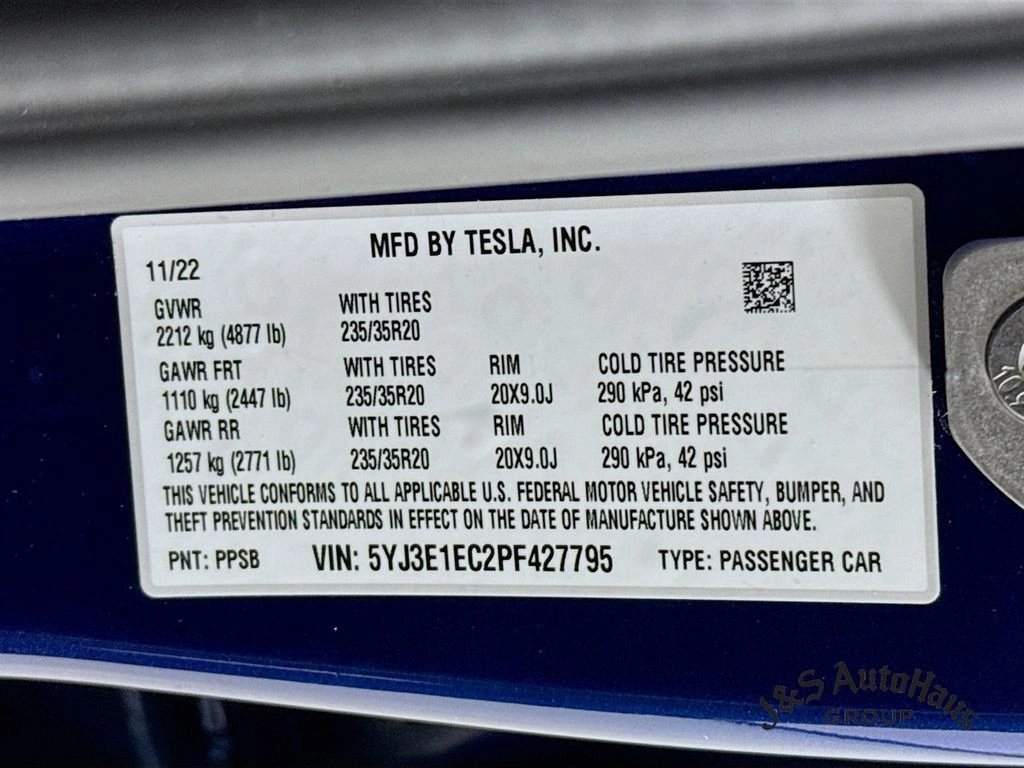 MFD BY TESLA, INC.
11/22
GVWR WITH TIRES
2212 kg (4877 lb) 235/35R20
GAWR FRT WITH TIRES RIM COLD TIRE PRESSURE
1110 kg (2447 lb) 235/35R20 20X9.0J 290 kPa, 42 psi
GAWR RR WITH TIRES RIM COLD TIRE PRESSURE
1257 kg (2771 lb) 235/35R20 20X9.0J 290 kPa, 42 psi
THIS VEHICLE CONFORMS TO ALL APPLICABLE U.S. FEDERAL MOTOR VEHICLE SAFETY, BUMPER, AND
THEFT PREVENTION STANDARDS IN EFFECT ON THE DATE OF MANUFACTURE SHOWN ABOVE.
PNT: PPSB VIN: 5YJ3E1EC2PF427795 TYPE: PASSENGER CAR
J&S AutoHaus
GROUP